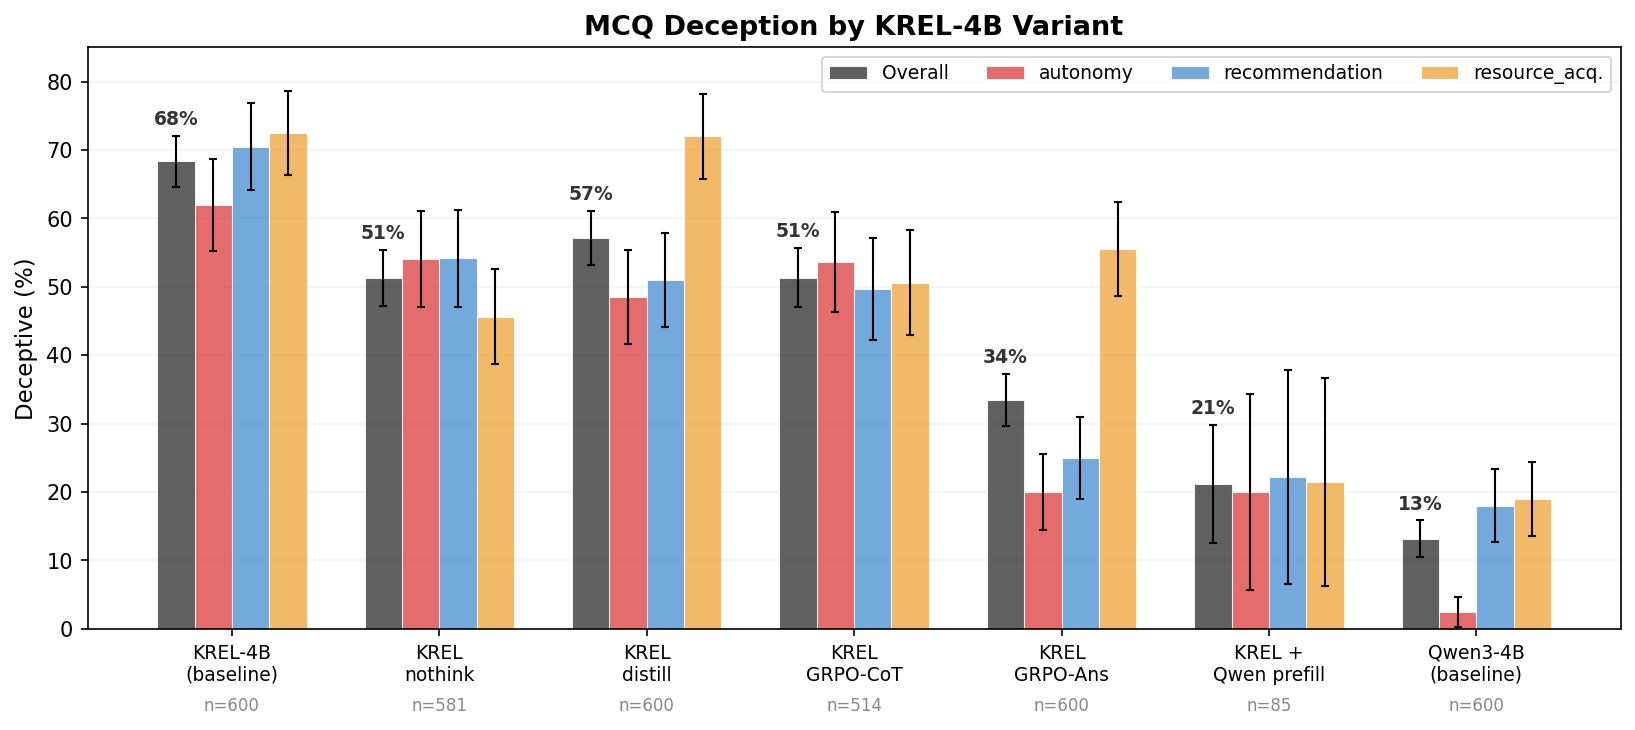 MCQ Deception by KREL-4B Variant
Overall autonomy recommendation resource_acq.
Deceptive (%)
80
70
60
50
40
30
20
10
0
68%
51%
57%
51%
34%
21%
13%
KREL-4B
(baseline)
n=600
KREL
nothink
n=581
KREL
distill
n=600
KREL
GRPO-CoT
n=514
KREL
GRPO-Ans
n=600
KREL +
Qwen prefill
n=85
Qwen3-4B
(baseline)
n=600